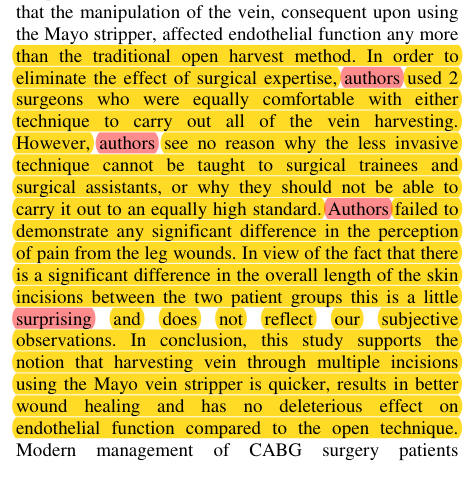 that the manipulation of the vein, consequent upon using
the Mayo stripper, affected endothelial function any more
than the traditional open harvest method. In order to
eliminate the effect of surgical expertise, authors used 2
surgeons who were equally comfortable with either
technique to carry out all of the vein harvesting.
However, authors see no reason why the less invasive
technique cannot be taught to surgical trainees and
surgical assistants, or why they should not be able to
carry it out to an equally high standard. Authors failed to
demonstrate any significant difference in the perception
of pain from the leg wounds. In view of the fact that there
is a significant difference in the overall length of the skin
incisions between the two patient groups this is a little
surprising and does not reflect our subjective
observations. In conclusion, this study supports the
notion that harvesting vein through multiple incisions
using the Mayo vein stripper is quicker, results in better
wound healing and has no deleterious effect on
endothelial function compared to the open technique.
Modern management of CABG surgery patients